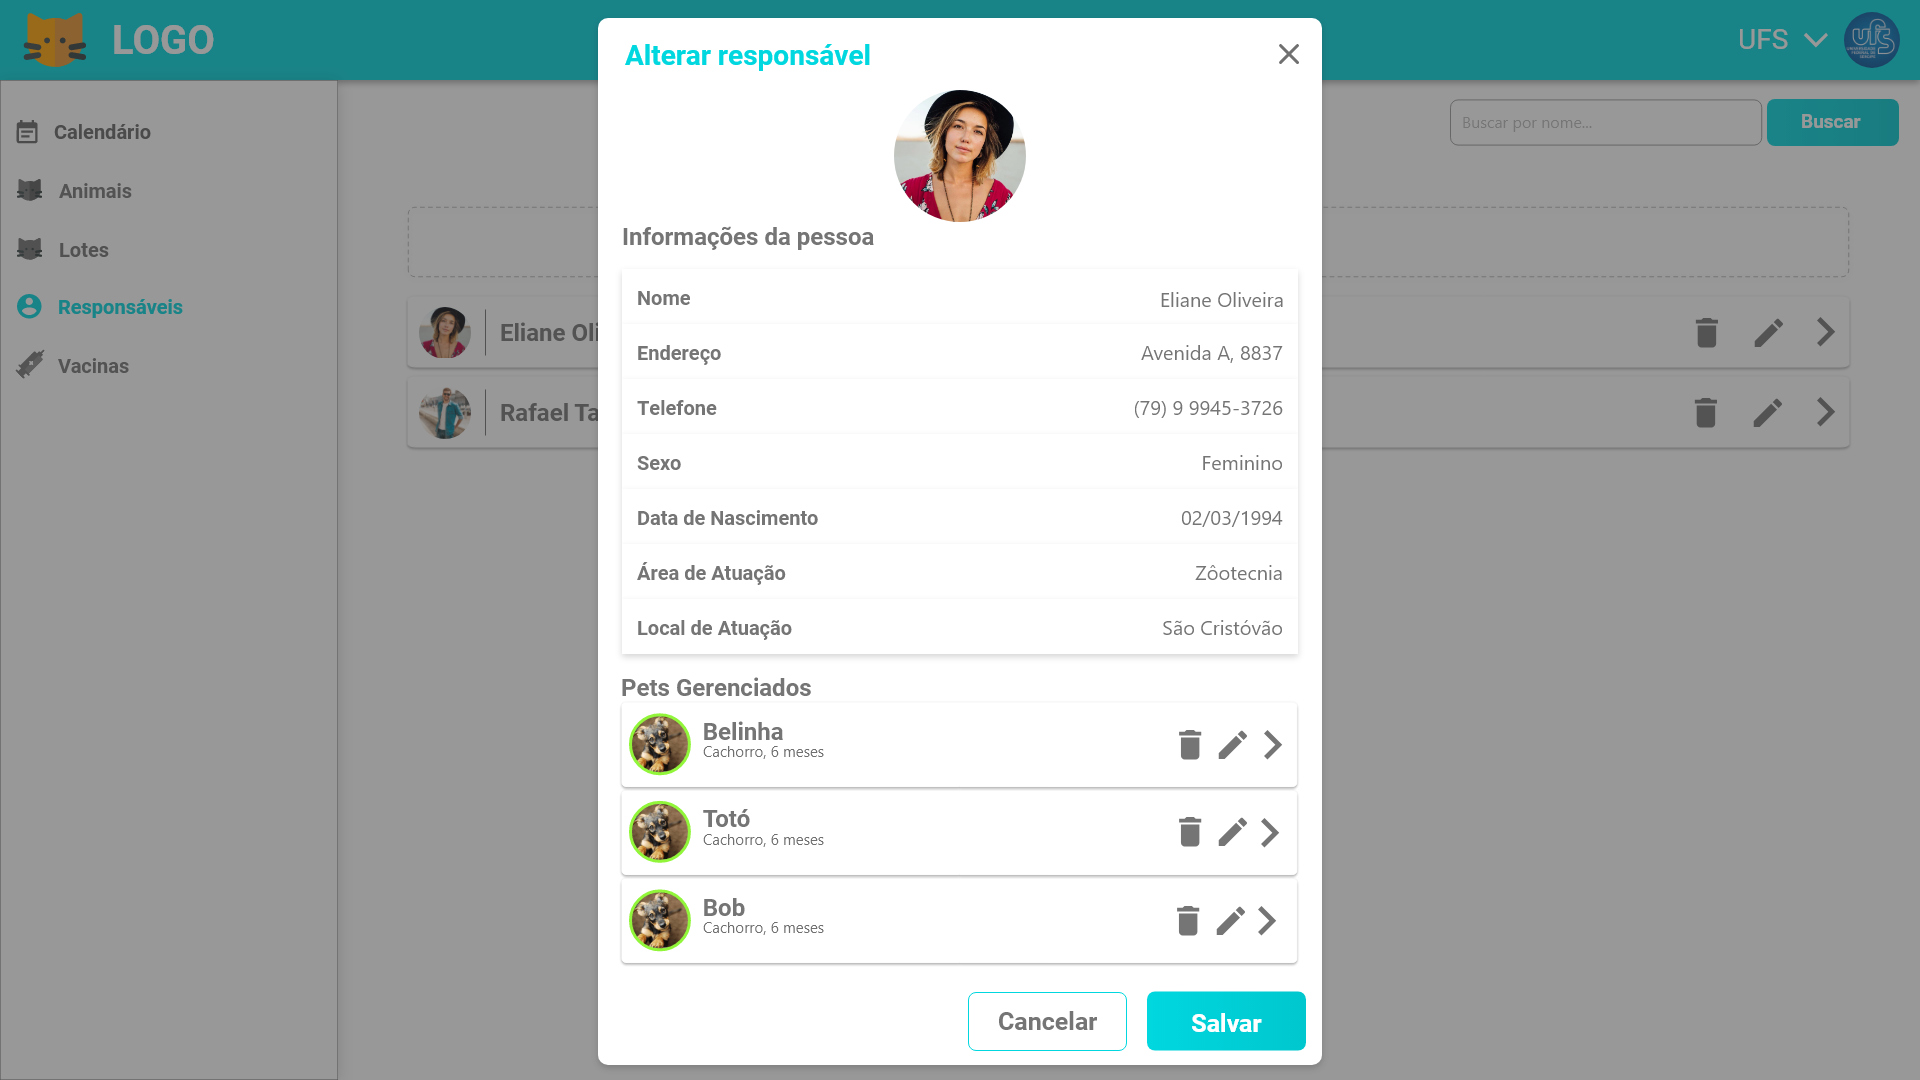 LOGO
UFS
Calendário
Animais
Lotes
Responsáveis
Vacinas
Buscar por nome...
Buscar
Eliane Oli
Rafael Ta
Alterar responsável
Informações da pessoa
Nome Eliane Oliveira
Endereço Avenida A, 8837
Telefone (79) 9 9945-3726
Sexo Feminino
Data de Nascimento 02/03/1994
Área de Atuação Zôotecnia
Local de Atuação São Cristóvão
Pets Gerenciados
Belinha
Cachorro, 6 meses
Totó
Cachorro, 6 meses
Bob
Cachorro, 6 meses
Cancelar
Salvar